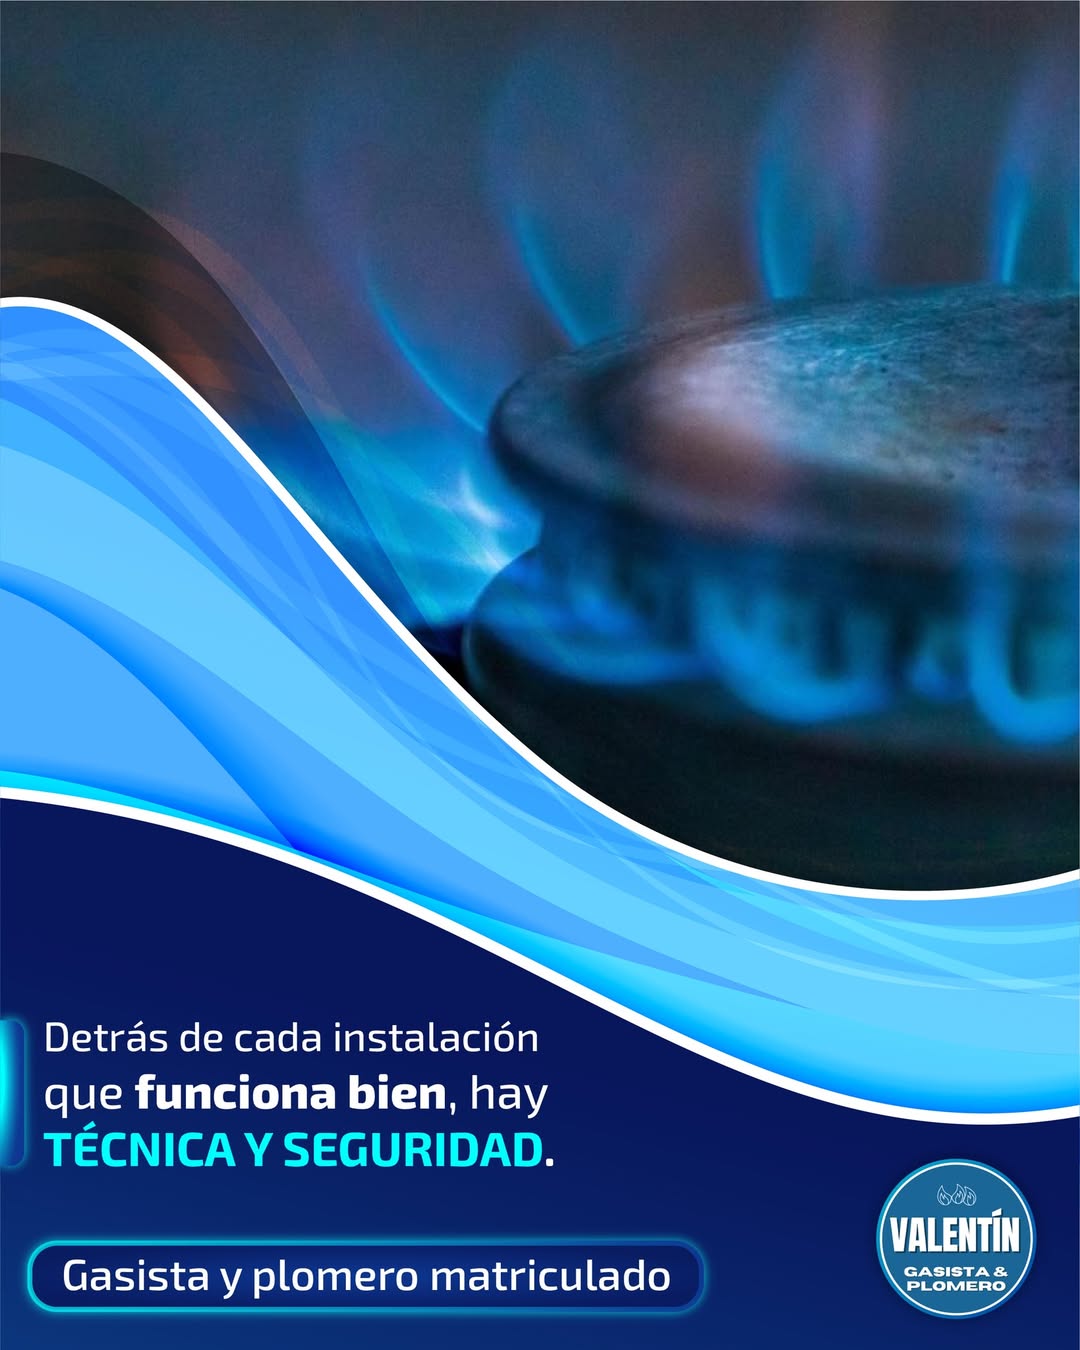 Detrás de cada instalación
que funciona bien, hay
TÉCNICA Y SEGURIDAD.
Gasista y plomero matriculado
VALENTÍN
GASISTA &
PLOMERO